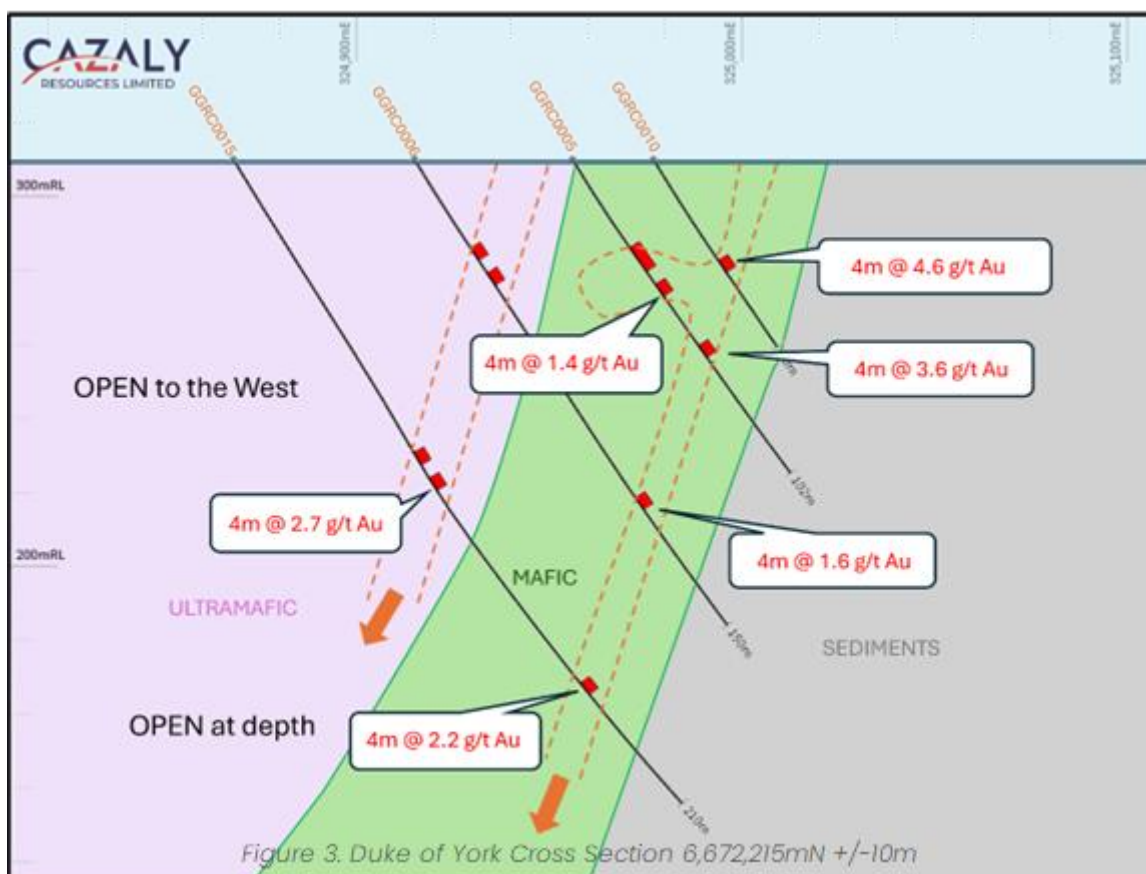 CAZALY
RESOURCES LIMITED
324,900mE
325,000mE
325,100mE
GGRC0015
GGRC0006
GGRC0005
GGRC0010
300mRL
4m @ 4.6 g/t Au
4m @ 1.4 g/t Au
4m @ 3.6 g/t Au
OPEN to the West
102m
4m @ 2.7 g/t Au
4m @ 1.6 g/t Au
200mRL
MAFIC
ULTRAMAFIC
150m
SEDIMENTS
OPEN at depth
4m @ 2.2 g/t Au
210m
Figure 3. Duke of York Cross Section 6,672,215mN +/-10m